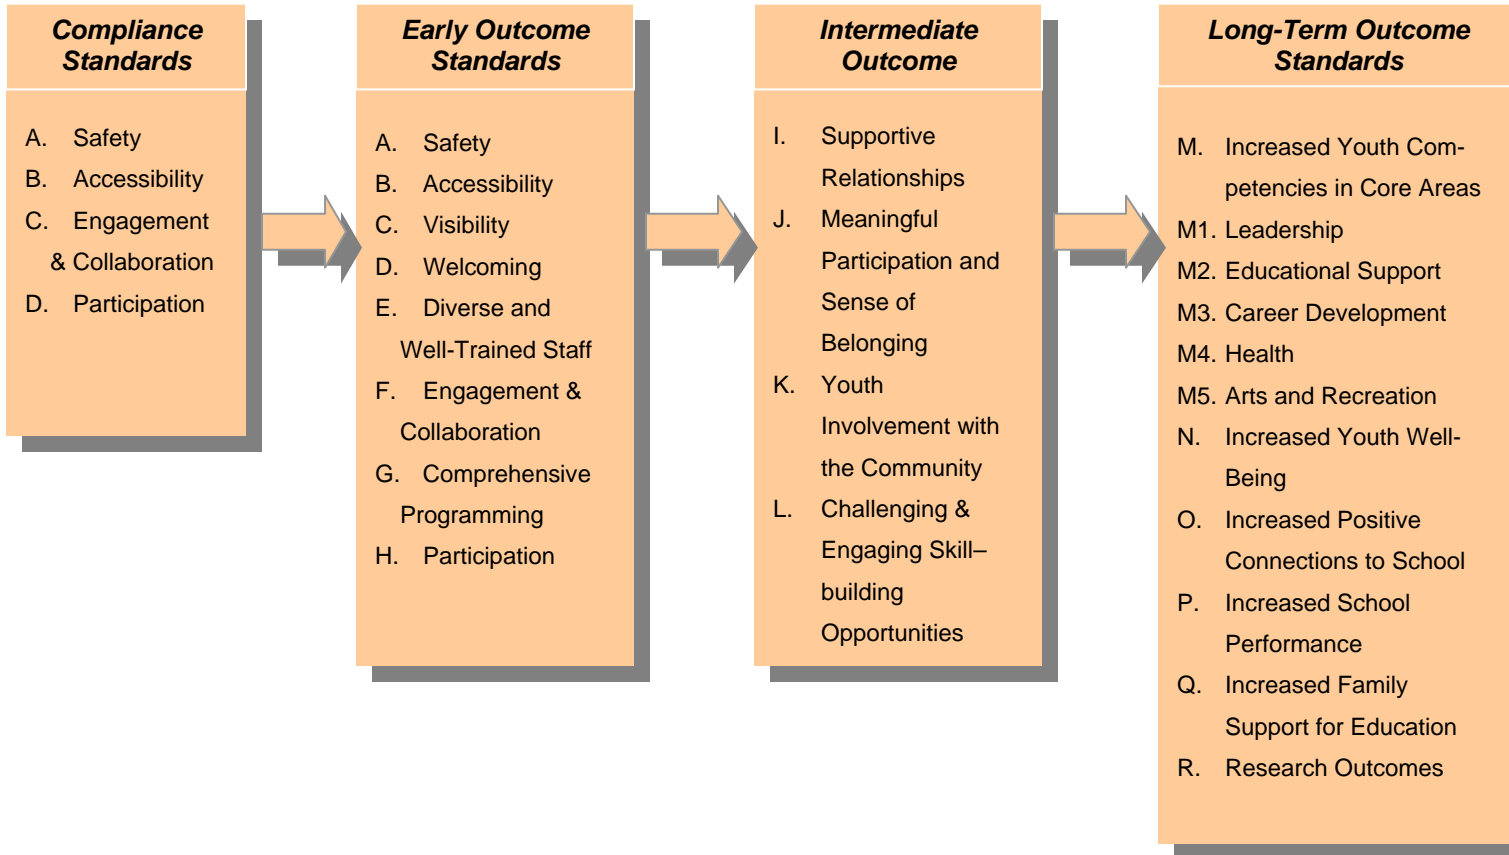 Compliance
Standards
A. Safety
B. Accessibility
C. Engagement
& Collaboration
D. Participation
Early Outcome
Standards
A. Safety
B. Accessibility
C. Visibility
D. Welcoming
E. Diverse and
Well-Trained Staff
F. Engagement &
Collaboration
G. Comprehensive
Programming
H. Participation
Intermediate
Outcome
I. Supportive
Relationships
J. Meaningful
Participation and
Sense of
Belonging
K. Youth
Involvement with
the Community
L. Challenging &
Engaging Skill–
building
Opportunities
Long-Term Outcome
Standards
M. Increased Youth Com-
petencies in Core Areas
M1. Leadership
M2. Educational Support
M3. Career Development
M4. Health
M5. Arts and Recreation
N. Increased Youth Well-
Being
O. Increased Positive
Connections to School
P. Increased School
Performance
Q. Increased Family
Support for Education
R. Research Outcomes